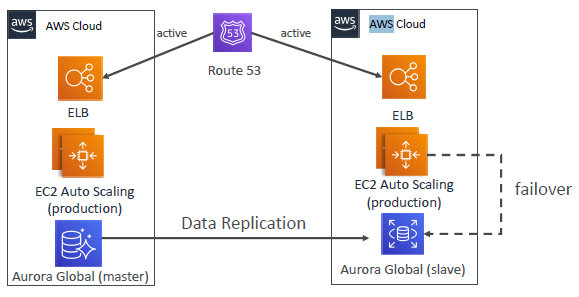 aws
AWS Cloud
active
53
active
Route 53
aws
AWS Cloud
ELB
ELB
EC2 Auto Scaling
(production)
EC2 Auto Scaling
(production)
failover
Data Replication
Aurora Global (master)
Aurora Global (slave)